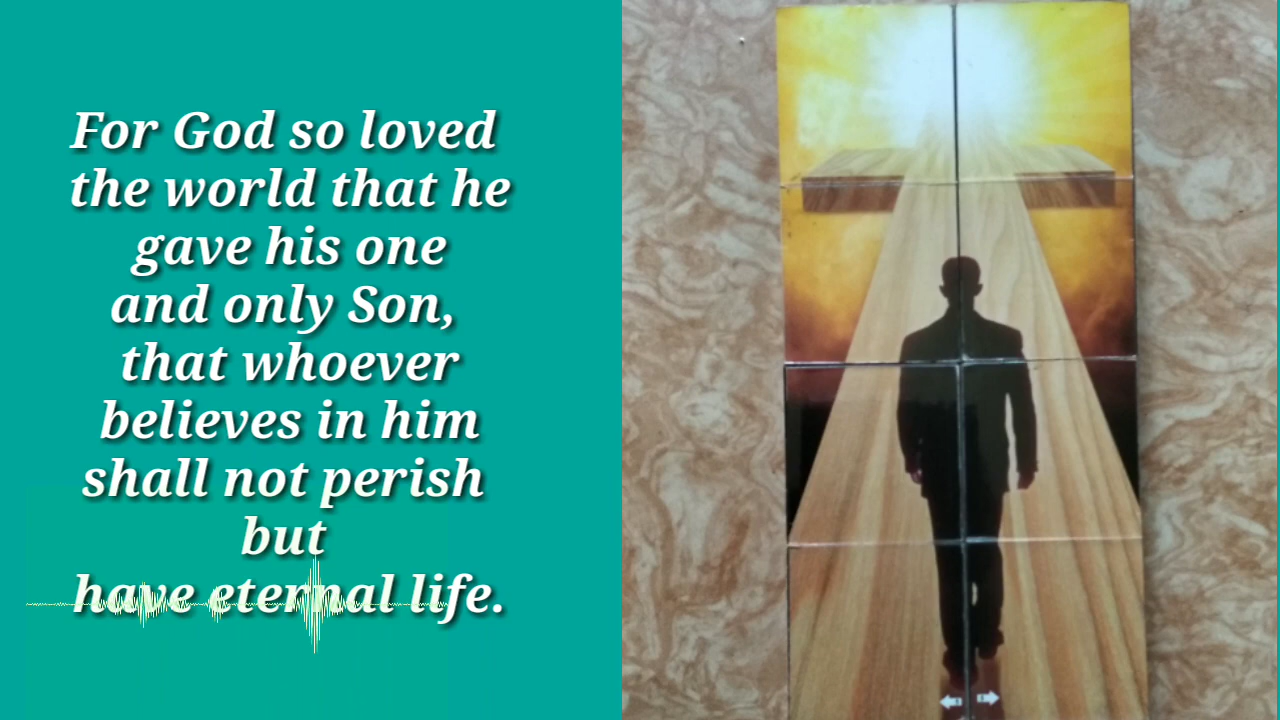 For God so loved
the world that he
gave his one
and only Son,
that whoever
believes in him
shall not perish
but
have eternal life.